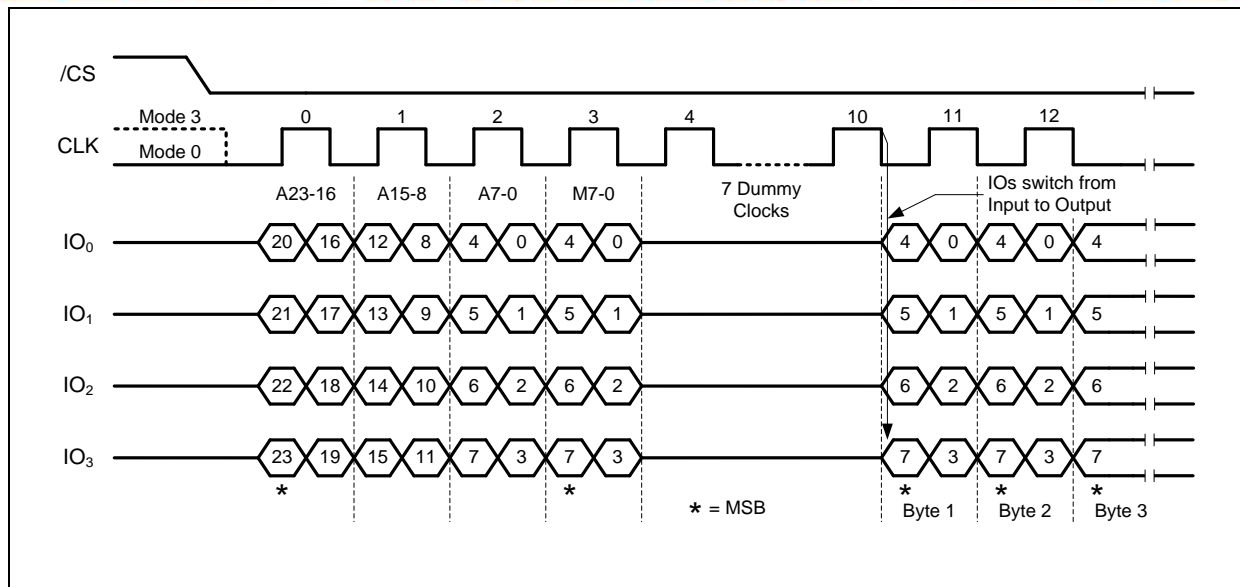 /CS
Mode 3
0 1 2 3 4 10 11 12
CLK
Mode 0
A23-16 A15-8 A7-0 M7-0
7 Dummy
Clocks
IOs switch from
Input to Output
IO0 20 16 12 8 4 0 4 0 4 0 4 0 4
IO1 21 17 13 9 5 1 5 1 5 1 5 1 5
IO2 22 18 14 10 6 2 6 2 6 2 6 2 6
IO3 23 19 15 11 7 3 7 3 7 3 7 3 7
* * * * *
* = MSB
Byte 1 Byte 2 Byte 3